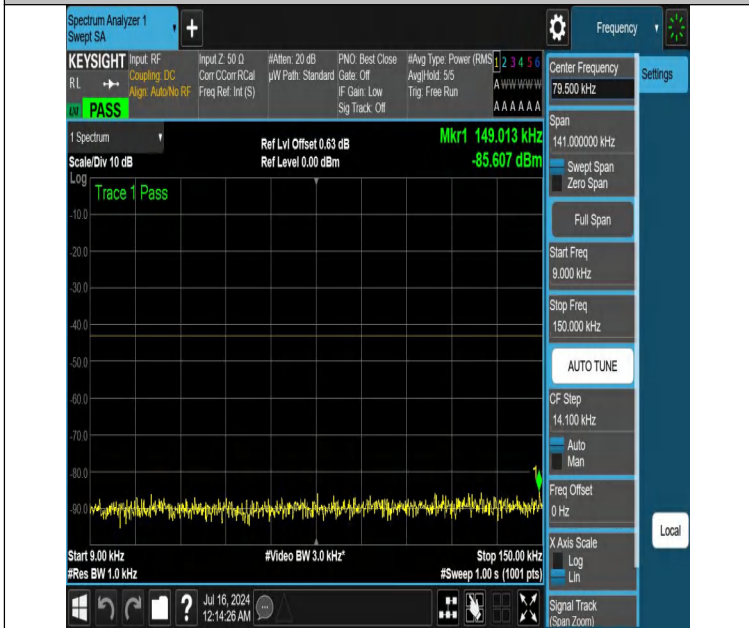 Spectrum Analyzer 1
Swept SA
+
Frequency
KEYSIGHT
RL
PASS
Input: RF
Coupling: DC
Align: Auto/No RF
Input Z: 50 Ω
Corr CCorr RCal
Freq Ref: Int (S)
#Atten: 20 dB
µW Path: Standard
PNO: Best Close
Gate: Off
IF Gain: Low
Sig Track: Off
#Avg Type: Power (RMS
Avg|Hold: 5/5
Trig: Free Run
1 2 3 4 5 6
A W W W W W
A A A A A A
Center Frequency
79.500 kHz
Settings
1 Spectrum
Scale/Div 10 dB
Ref Lvl Offset 0.63 dB
Ref Level 0.00 dBm
Mkr1 149.013 kHz
-85.607 dBm
Log
Trace 1 Pass
-10.0
-20.0
-30.0
-40.0
-50.0
-60.0
-70.0
-80.0
-90.0
1
Start 9.00 kHz
#Res BW 1.0 kHz
#Video BW 3.0 kHz*
Stop 150.00 kHz
#Sweep 1.00 s (1001 pts)
Span
141.000000 kHz
Swept Span
Zero Span
Full Span
Start Freq
9.000 kHz
Stop Freq
150.000 kHz
AUTO TUNE
CF Step
14.100 kHz
Auto
Man
Freq Offset
0 Hz
X Axis Scale
Log
Lin
Signal Track
(Span Zoom)
Local
?
Jul 16, 2024
12:14:26 AM